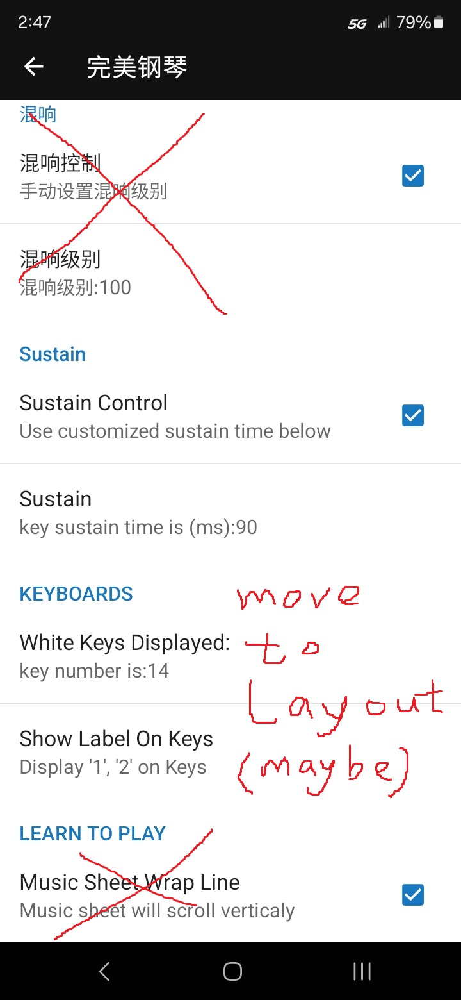 2:47 5G 79%
完美钢琴
混响
混响控制
手动设置混响级别
混响级别
混响级别:100
Sustain
Sustain Control
Use customized sustain time below
Sustain
key sustain time is (ms):90
KEYBOARDS move
White Keys Displayed: to
key number is:14
Layout
Show Label On Keys
Display '1', '2' on Keys (maybe)
LEARN TO PLAY
Music Sheet Wrap Line
Music sheet will scroll verticaly